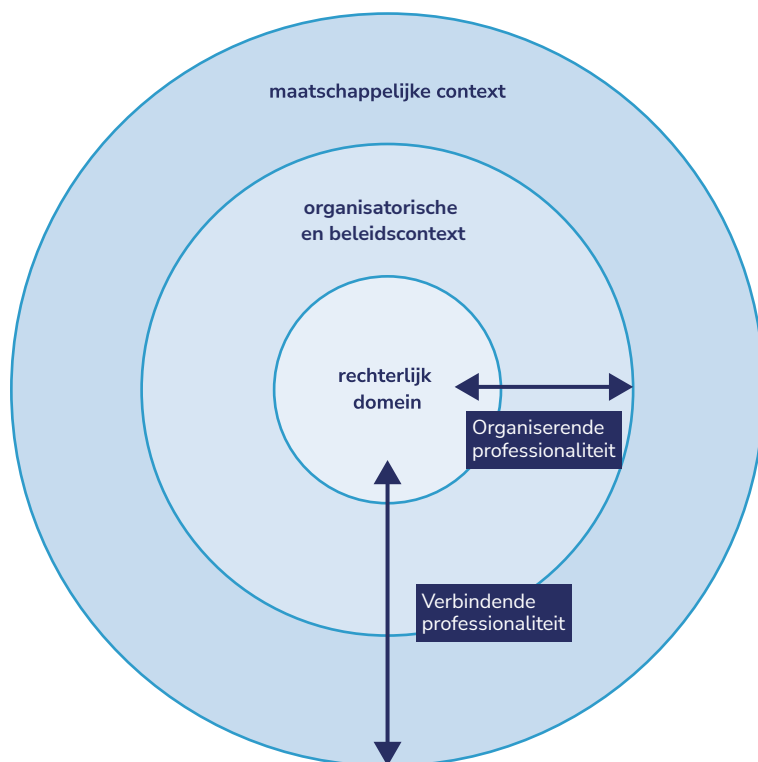 maatschappelijke context
organisatorische
en beleidscontext
rechterlijk
domein
Organiserende
professionaliteit
Verbindende
professionaliteit